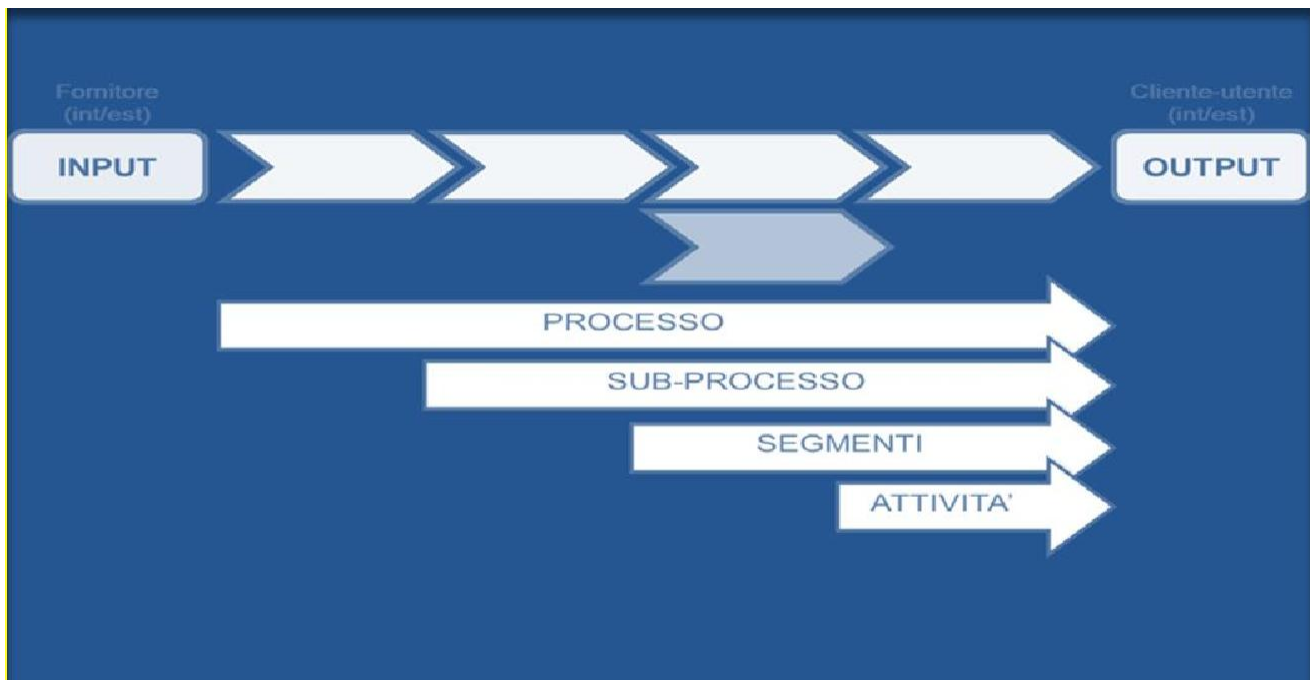 Fornitore
(int/est)
Cliente-utente
(int/est)
INPUT
OUTPUT
PROCESSO
SUB-PROCESSO
SEGMENTI
ATTIVITA'